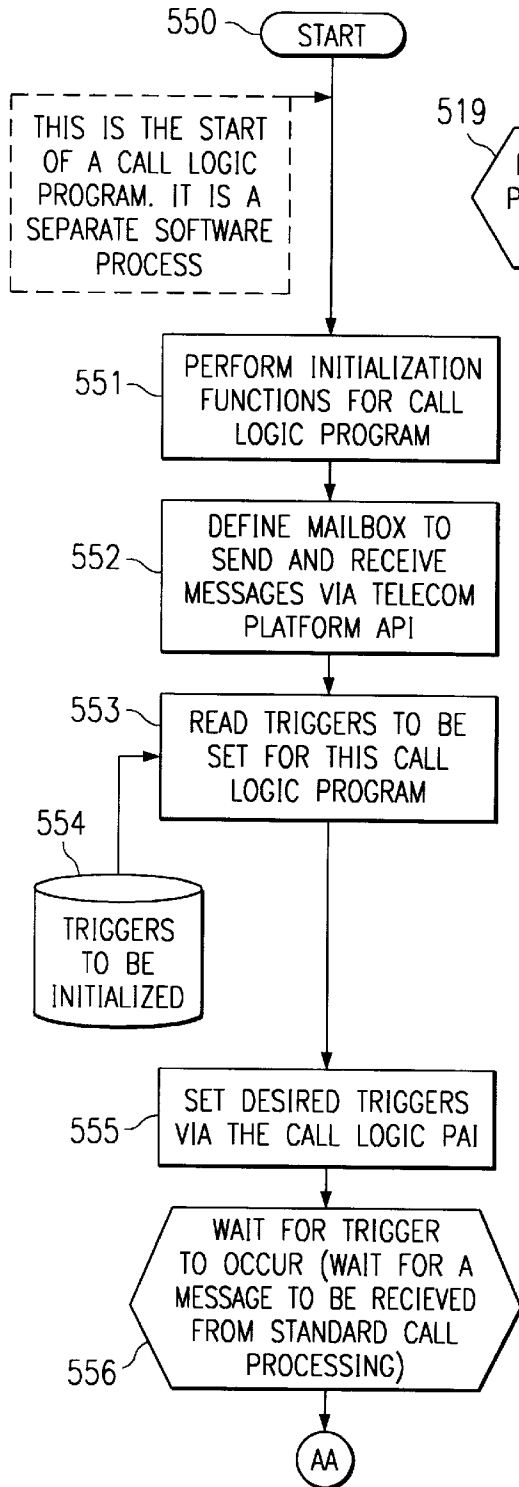 550
START
THIS IS THE START
OF A CALL LOGIC
PROGRAM. IT IS A
SEPARATE SOFTWARE
PROCESS
519
P
551
PERFORM INITIALIZATION
FUNCTIONS FOR CALL
LOGIC PROGRAM
552
DEFINE MAILBOX TO
SEND AND RECEIVE
MESSAGES VIA TELECOM
PLATFORM API
553
READ TRIGGERS TO BE
SET FOR THIS CALL
LOGIC PROGRAM
554
TRIGGERS
TO BE
INITIALIZED
555
SET DESIRED TRIGGERS
VIA THE CALL LOGIC PAI
WAIT FOR TRIGGER
TO OCCUR (WAIT FOR A
MESSAGE TO BE RECIEVED
FROM STANDARD CALL
PROCESSING)
556
AA